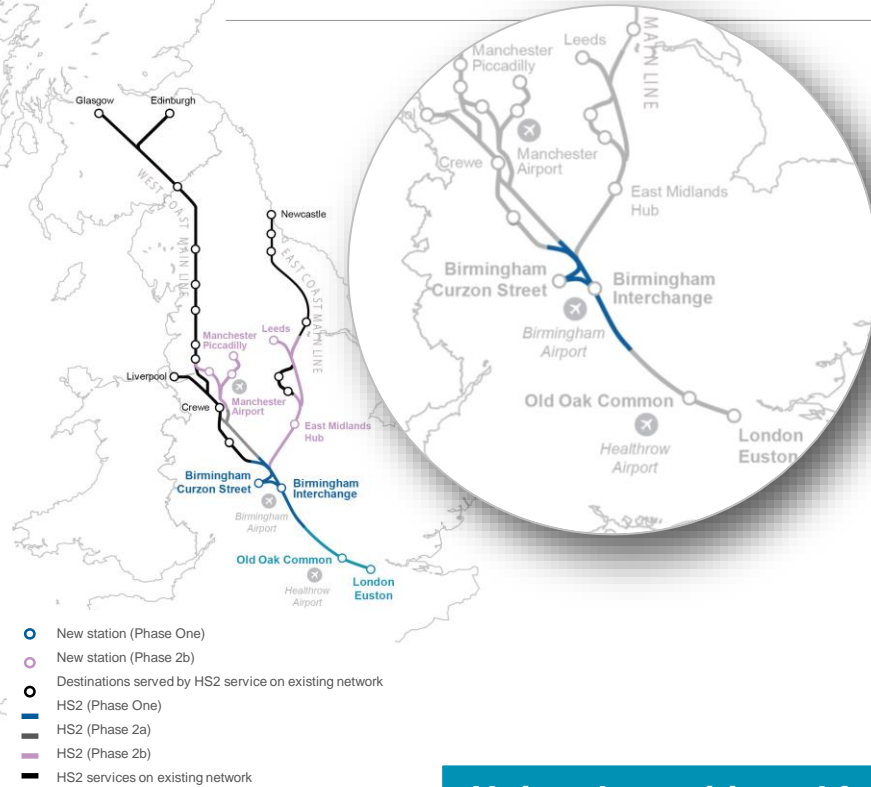 Glasgow
Edinburgh
WEST COAST MAIN LINE
Newcastle
EAST COAST MAIN LINE
Manchester
Piccadilly
Leeds
Liverpool
Manchester
Airport
Crewe
East Midlands
Hub
Birmingham
Curzon Street
Birmingham
Interchange
Birmingham
Airport
Old Oak Common
London
Euston
Healthrow
Airport
Manchester
Piccadilly
Leeds
MAIN LINE
Crewe
Manchester
Airport
East Midlands
Hub
Birmingham
Curzon Street
Birmingham
Interchange
Birmingham
Airport
Old Oak Common
London
Euston
Healthrow
Airport
New station (Phase One)
New station (Phase 2b)
Destinations served by HS2 service on existing network
HS2 (Phase One)
HS2 (Phase 2a)
HS2 (Phase 2b)
HS2 services on existing network